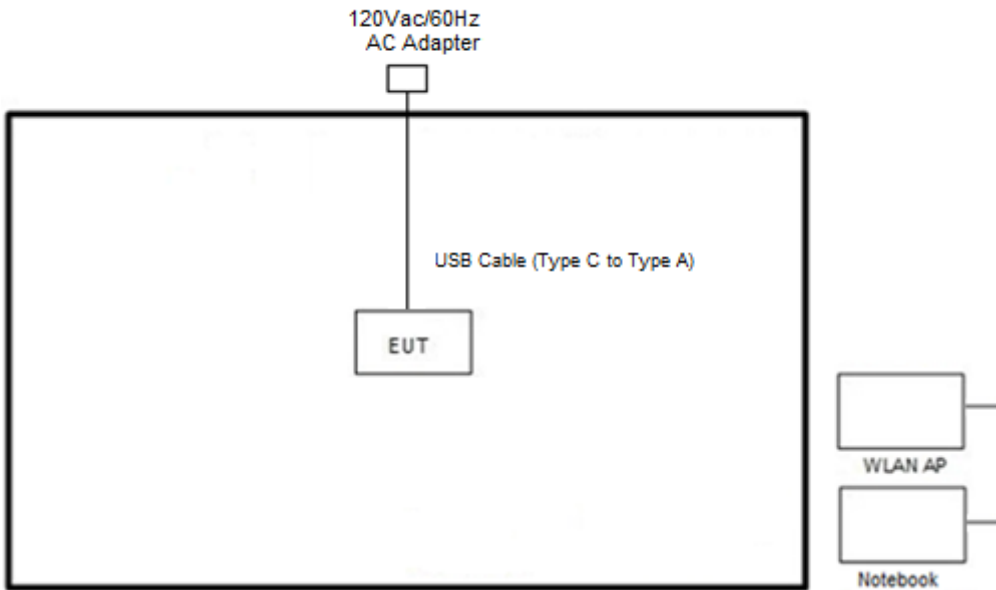 120Vac/60Hz
AC Adapter
USB Cable (Type C to Type A)
EUT
WLAN AP
Notebook